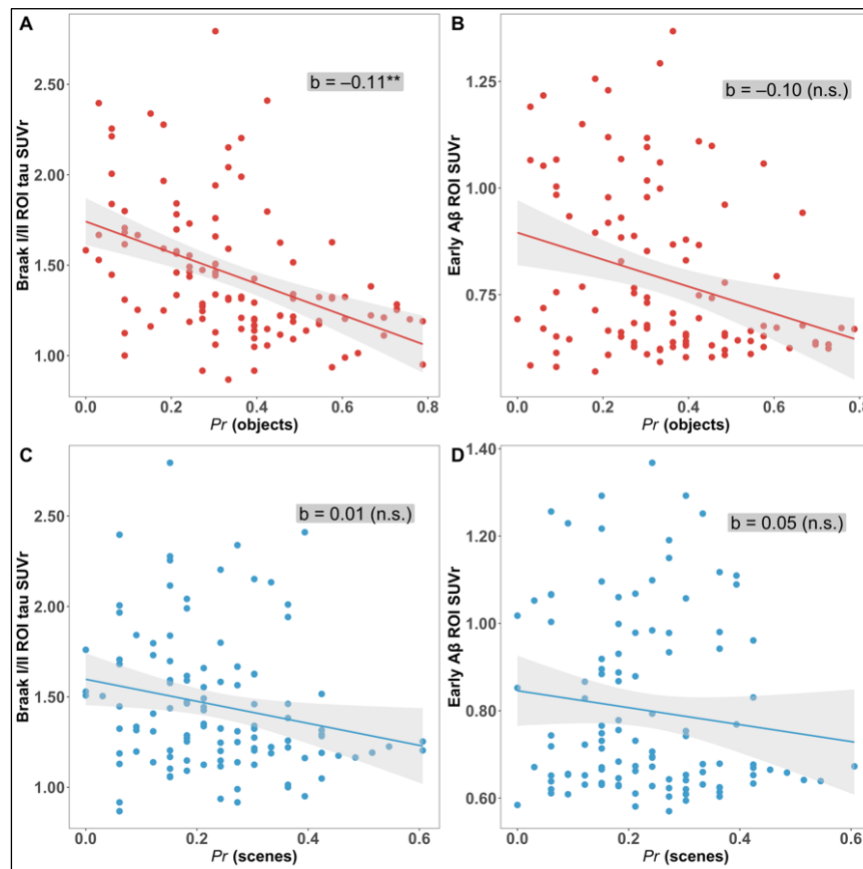 A
B
b = –0.11**
b = –0.10 (n.s.)
Braak I/II ROI tau SUVr
2.50
2.00
1.50
1.00
Early Aβ ROI SUVr
1.25
1.00
0.75
0.0 0.2 0.4 0.6 0.8
Pr (objects)
0.0 0.2 0.4 0.6 0.8
Pr (objects)
C
D
b = 0.01 (n.s.)
b = 0.05 (n.s.)
Braak I/II ROI tau SUVr
2.50
2.00
1.50
1.00
Early Aβ ROI SUVr
1.40
1.20
1.00
0.80
0.60
0.0 0.2 0.4 0.6
Pr (scenes)
0.0 0.2 0.4 0.6
Pr (scenes)